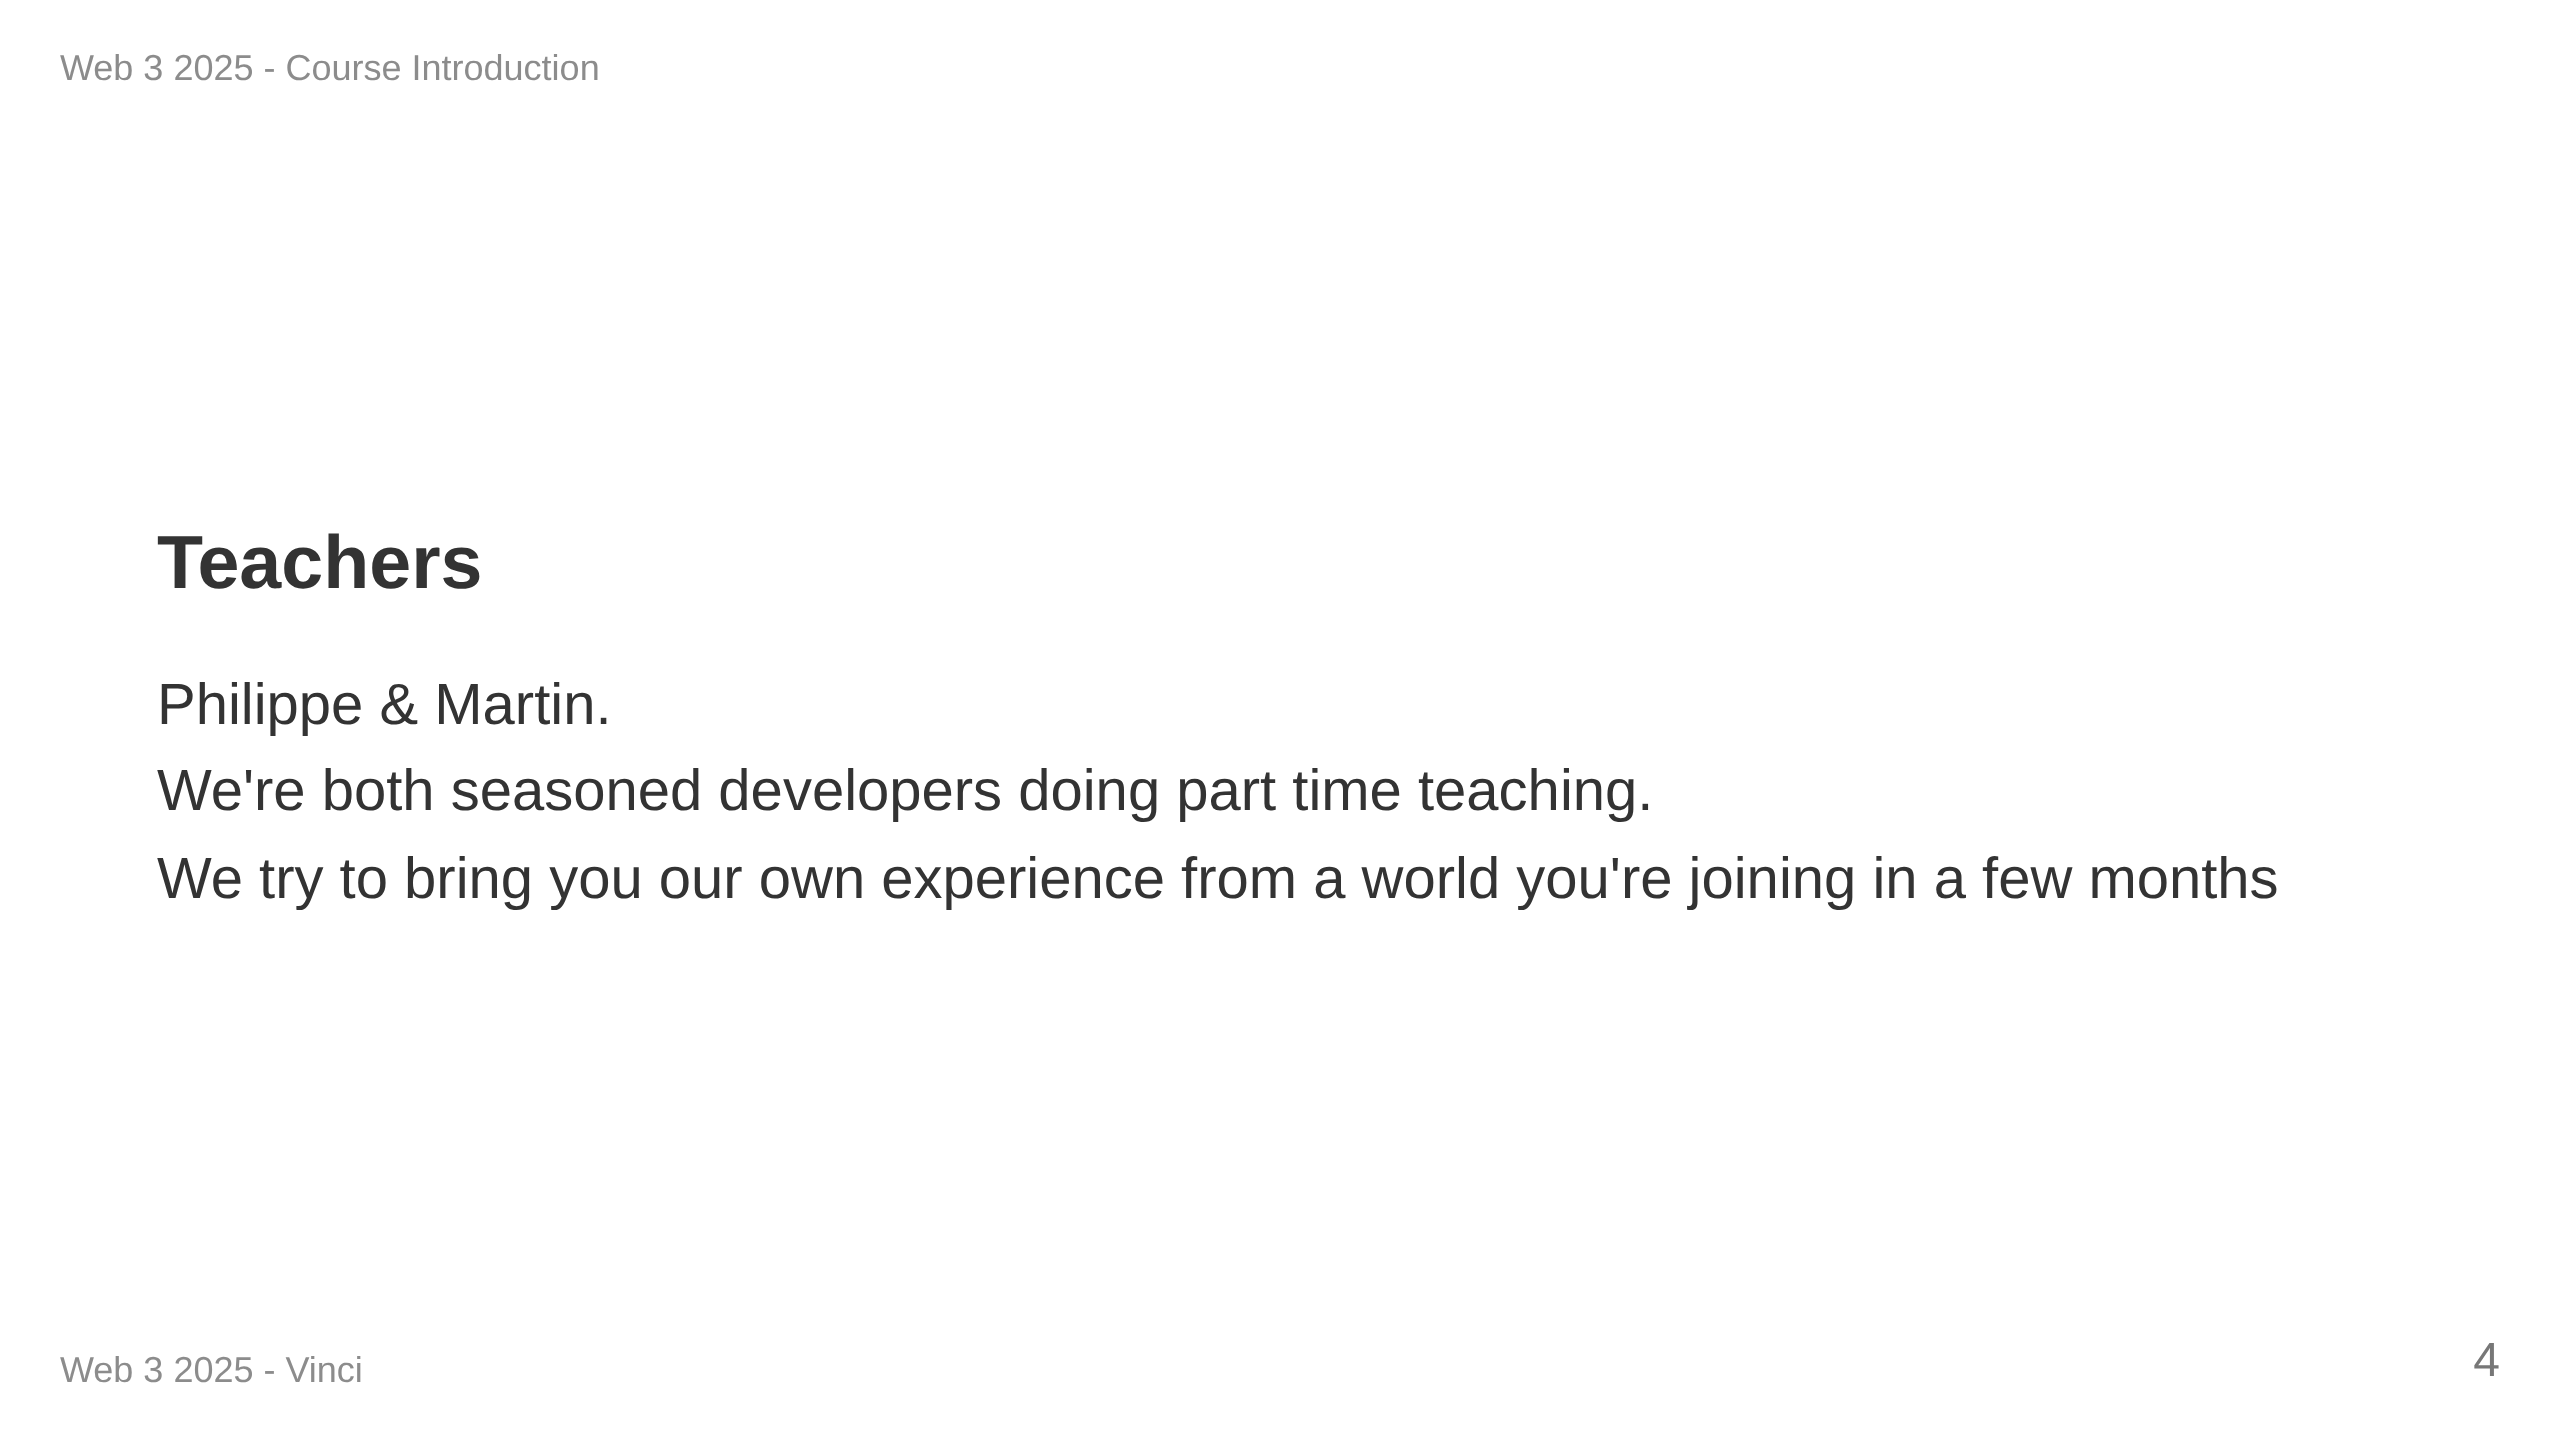 Web 3 2025 - Course Introduction
Teachers
Philippe & Martin.
We're both seasoned developers doing part time teaching.
We try to bring you our own experience from a world you're joining in a few months
Web 3 2025 - Vinci
4